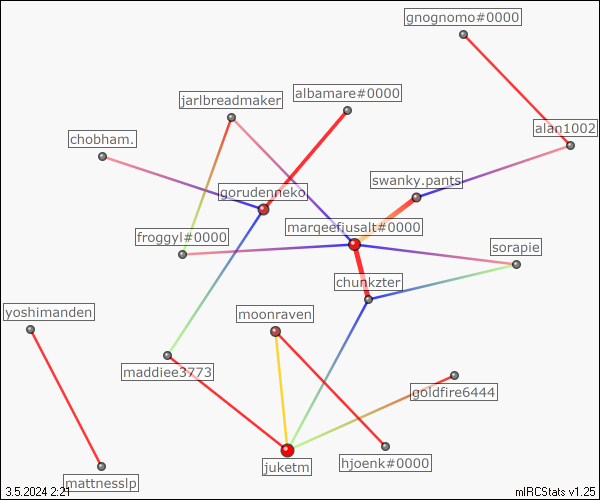 gnognomo#0000
albamare#0000
jarlbreadmaker
alan1002
chobham.
swanky.pants
gorudenneko
marqeefiusalt#0000
froggyl#0000
sorapie
chunkzter
yoshimanden
moonraven
maddiee3773
goldfire6444
juketm
hjoenk#0000
mattnesslp
3.5.2024 2:21
mIRCStats v1.25